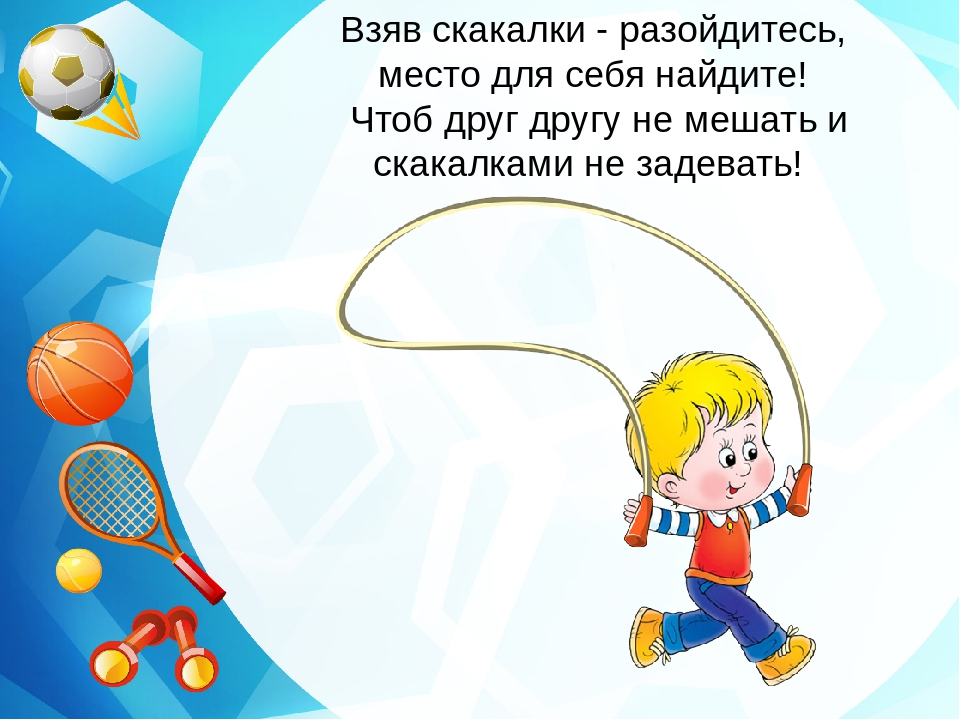 Взяв скакалки - разойдитесь,
место для себя найдите!
Чтоб друг другу не мешать и
скакалками не задевать!